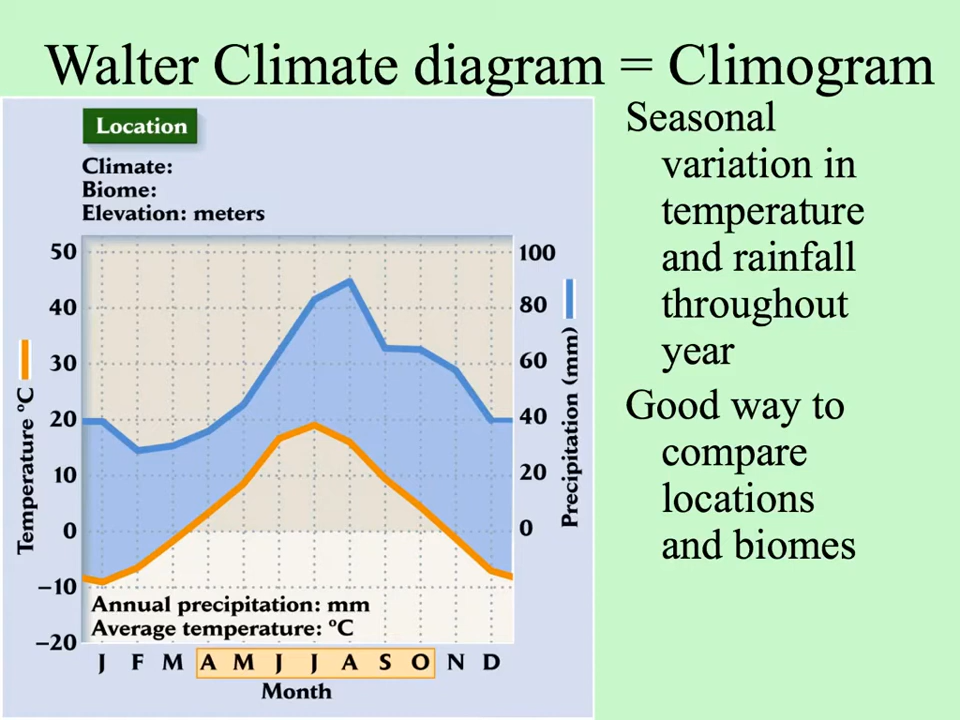 Walter Climate diagram = Climogram
Location
Climate:
Biome:
Elevation: meters
50
40
30
20
10
0
−10
−20
Temperature °C
100
80
60
40
20
0
Precipitation (mm)
Annual precipitation: mm
Average temperature: °C
J F M A M J J A S O N D
Month
Seasonal
variation in
temperature
and rainfall
throughout
year
Good way to
compare
locations
and biomes